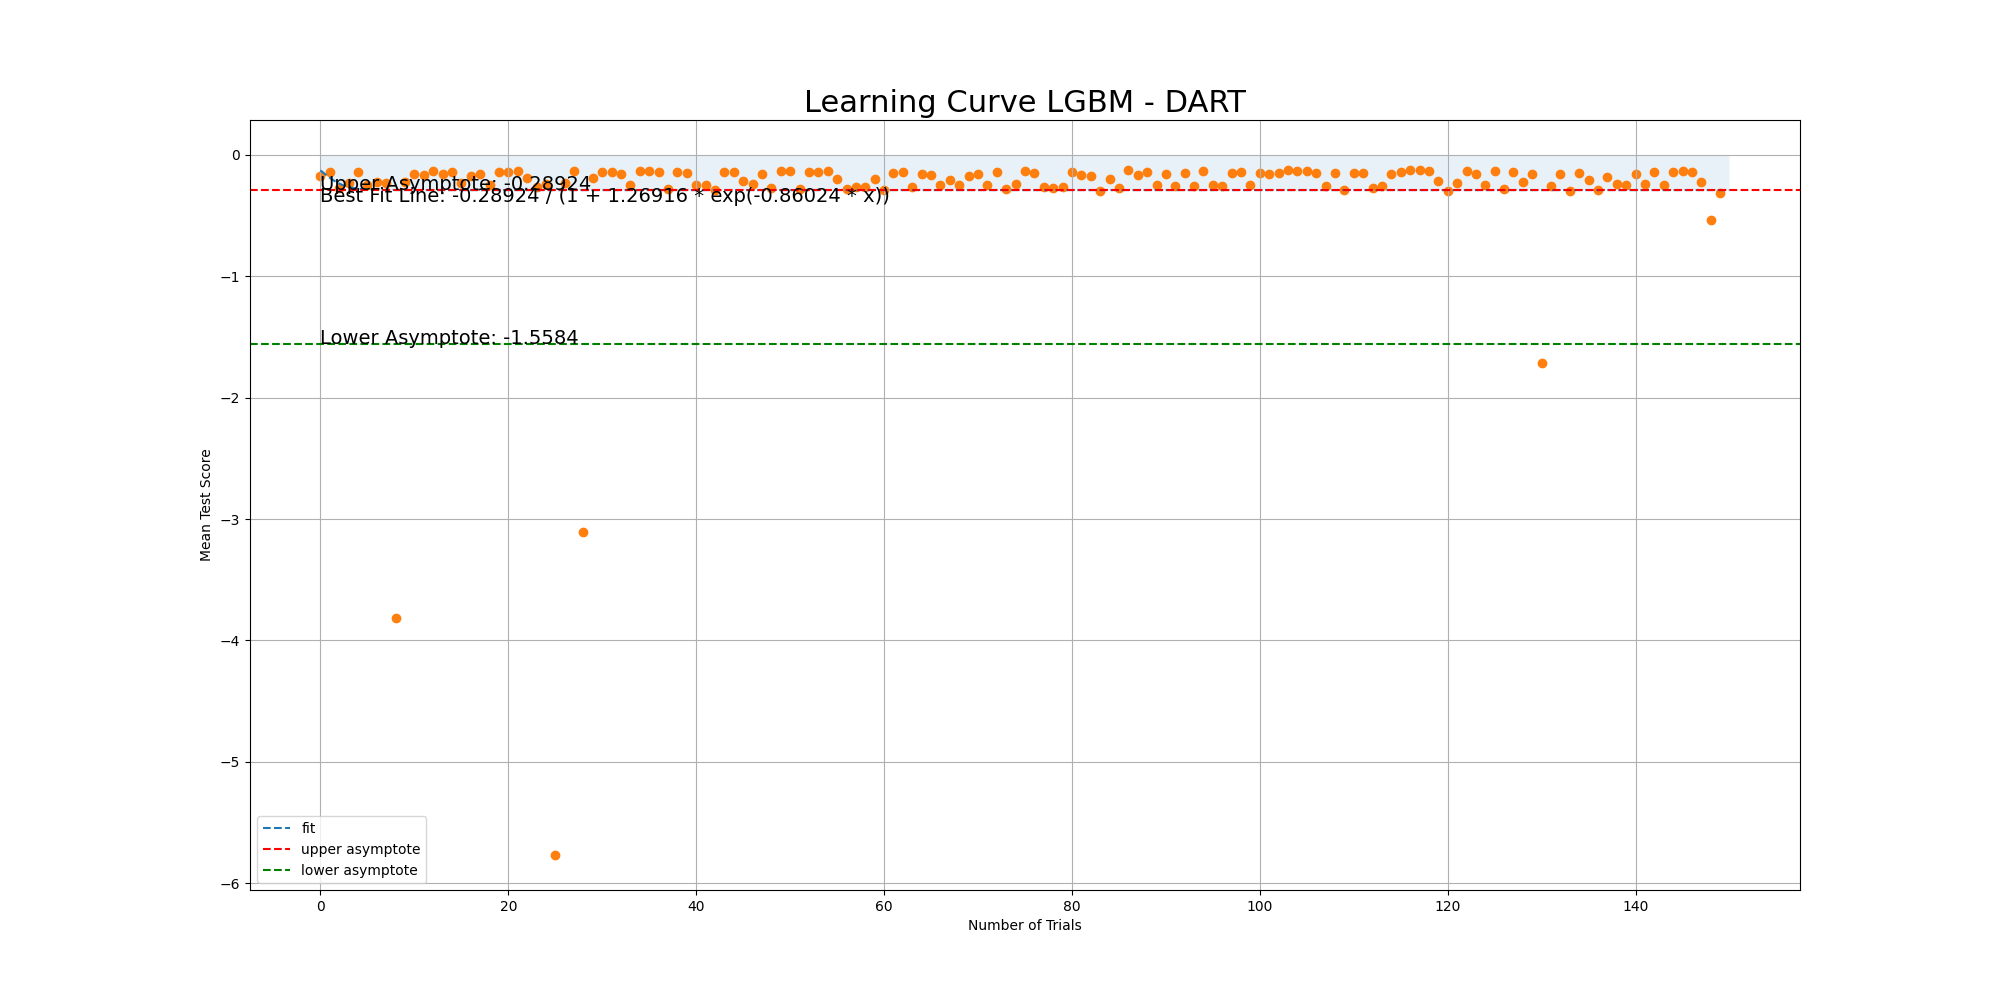 Learning Curve LGBM - DART
Upper Asymptote: -0.28924
Best Fit Line: -0.28924 / (1 + 1.26916 * exp(-0.86024 * x))
Lower Asymptote: -1.5584
0
−1
−2
−3
−4
−5
−6
Mean Test Score
fit
upper asymptote
lower asymptote
0 20 40 60 80 100 120 140
Number of Trials